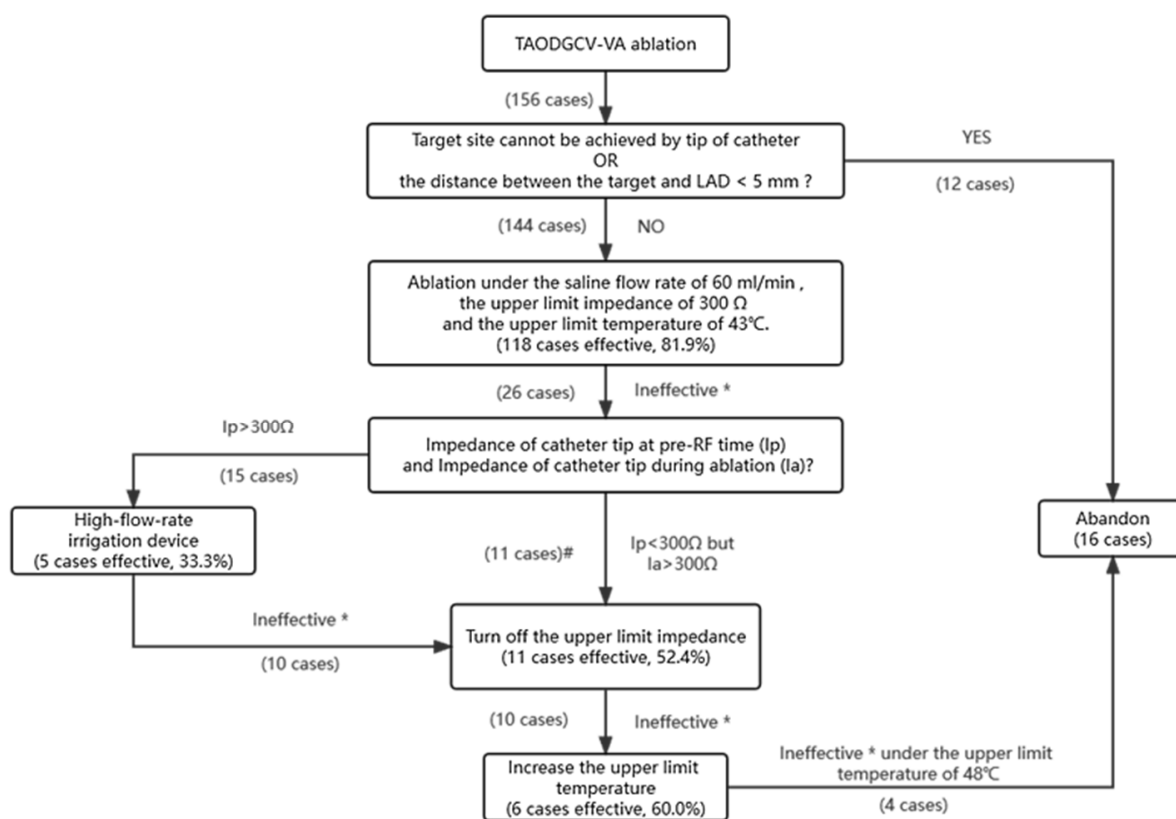 TAODGCV-VA ablation
(156 cases)
Target site cannot be achieved by tip of catheter
OR
the distance between the target and LAD < 5 mm ?
YES
(12 cases)
(144 cases)
NO
Ablation under the saline flow rate of 60 ml/min ,
the upper limit impedance of 300 Ω
and the upper limit temperature of 43℃.
(118 cases effective, 81.9%)
(26 cases)
Ineffective *
Impedance of catheter tip at pre-RF time (Ip)
and Impedance of catheter tip during ablation (Ia)?
Ip>300Ω
(15 cases)
High-flow-rate
irrigation device
(5 cases effective, 33.3%)
(11 cases)#
Ip<300Ω but
Ia>300Ω
Abandon
(16 cases)
Ineffective *
(10 cases)
Turn off the upper limit impedance
(11 cases effective, 52.4%)
(10 cases)
Ineffective *
Increase the upper limit
temperature
(6 cases effective, 60.0%)
Ineffective * under the upper limit
temperature of 48℃
(4 cases)